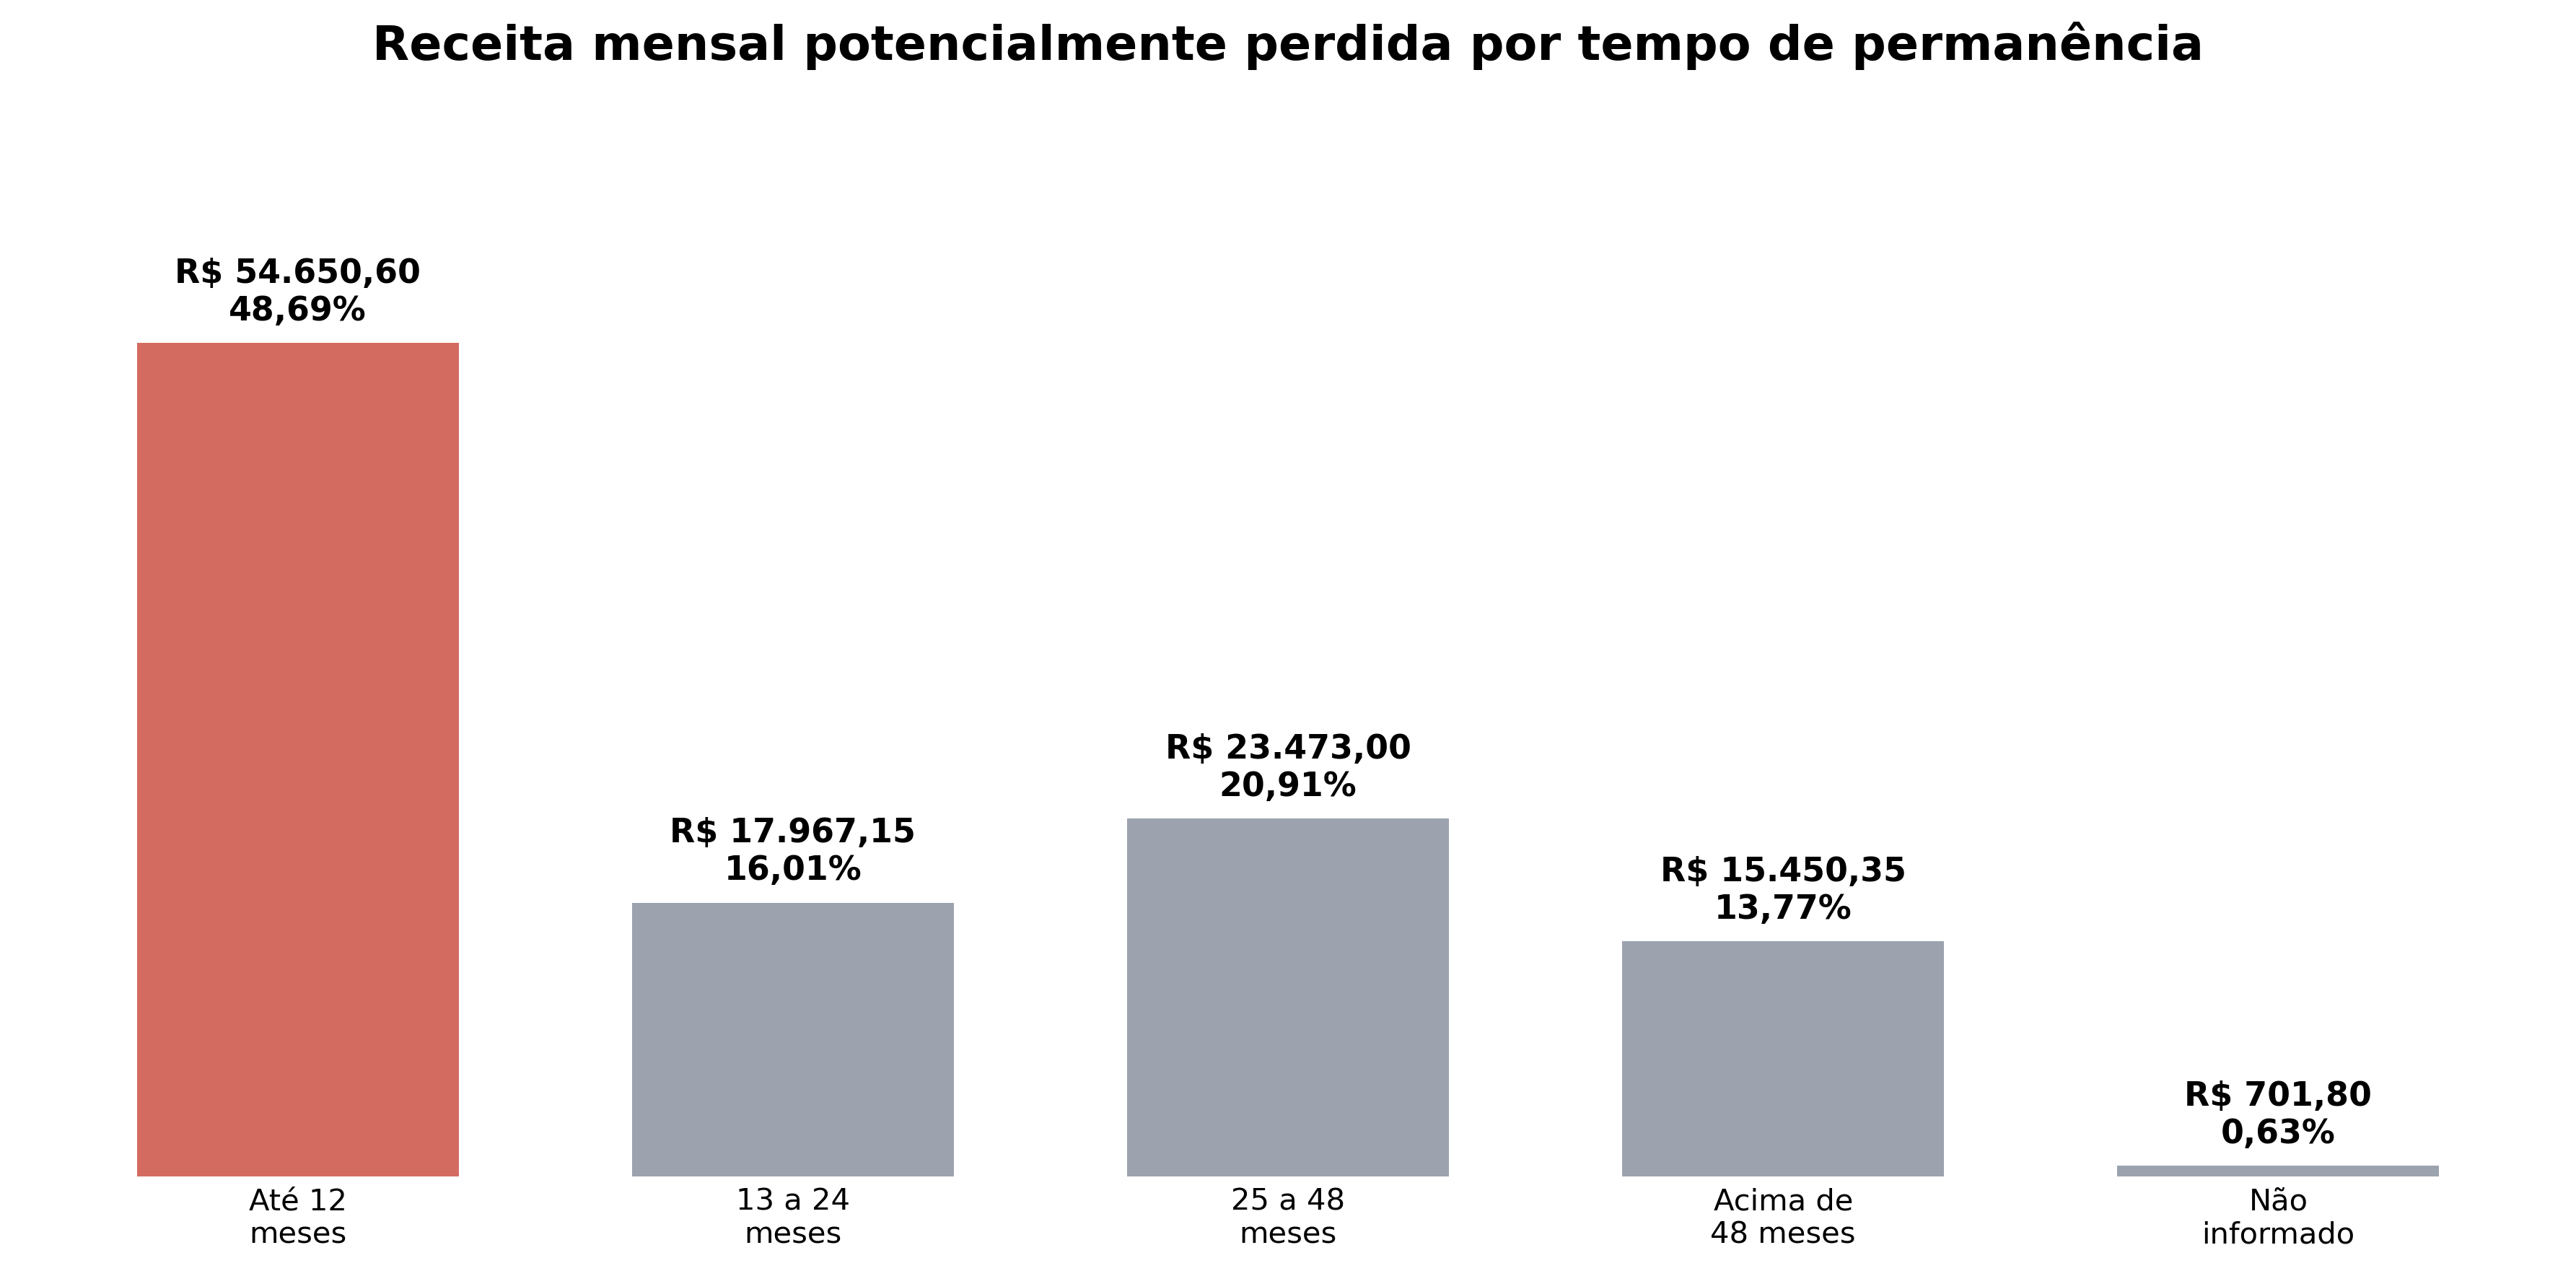 Receita mensal potencialmente perdida por tempo de permanência
R$ 54.650,60
48,69%
R$ 17.967,15
16,01%
R$ 23.473,00
20,91%
R$ 15.450,35
13,77%
R$ 701,80
0,63%
Até 12
meses
13 a 24
meses
25 a 48
meses
Acima de
48 meses
Não
informado